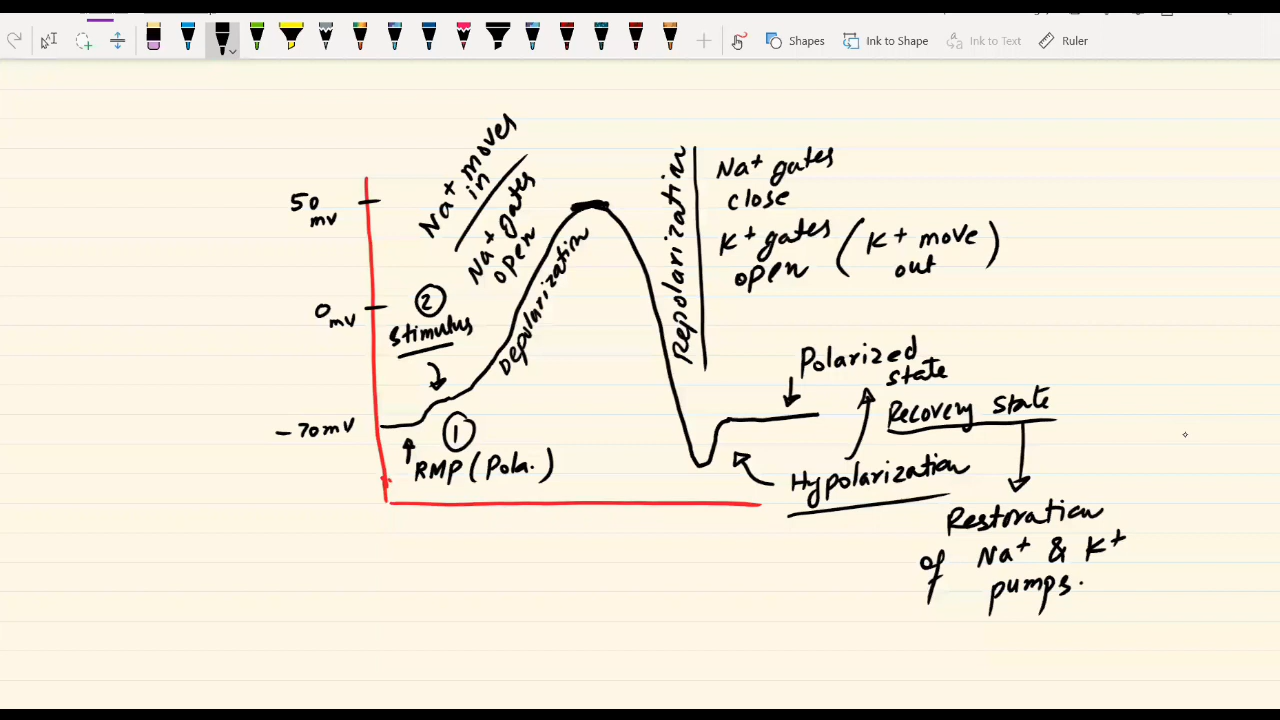 Shapes
Ink to Shape
Ink to Text
Ruler
Na+ moves
in
Na+ gates
open
50
mv
0
mv
-70mV
②
Stimulus
Depolarization
①
RMP (Pola.)
Repolarization
Na+ gates
close
K+ gates
open
(K+ move
out)
Polarized
state
Recovery state
Hypolarization
Restoration
of Na+ & K+
pumps.